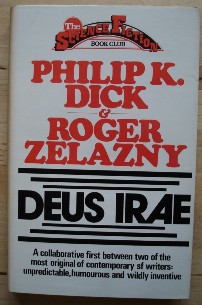 The
Science Fiction
BOOK CLUB
PHILIP K.
DICK
&
ROGER
ZELAZNY
DEUS IRAE
A collaborative first between two of the
most original of contemporary sf writers:
unpredictable, humourous and wildly inventive